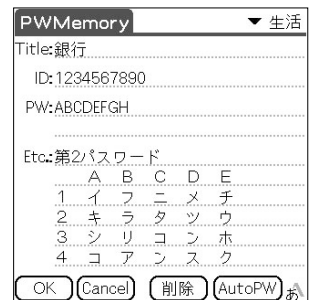 PWMemory ▼ 生活
Title:銀行
ID:1234567890
PW:ABCDEFGH
Etc.:第2パスワード
A B C D E
1 イ フ ニ メ チ
2 キ ラ タ ツ ウ
3 シ リ コ ン ホ
4 コ ア ン ス ク
OK Cancel 削除 AutoPW あ